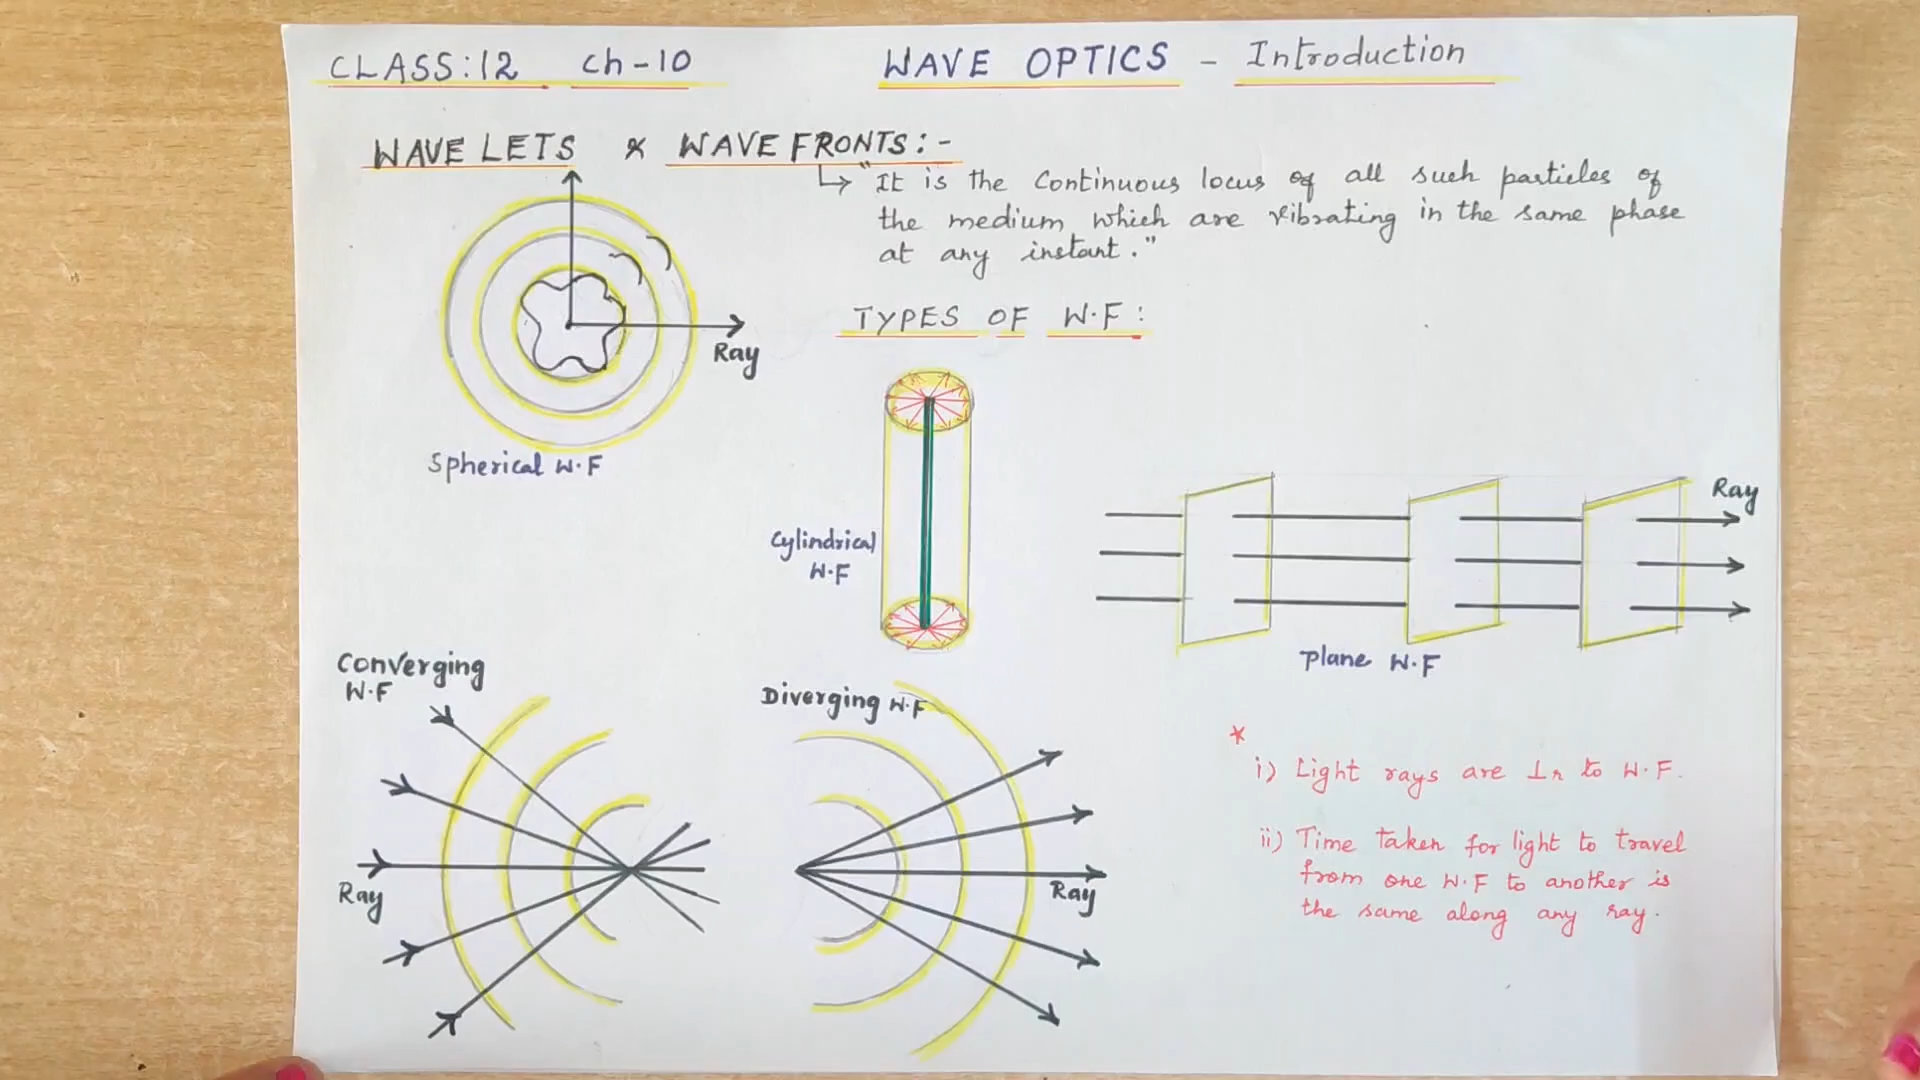 CLASS:12 Ch-10 WAVE OPTICS - Introduction
WAVE LETS & WAVE FRONTS:-
↳ "It is the continuous locus of all such particles of
the medium which are vibrating in the same phase
at any instant."
Ray
Spherical W.F
TYPES OF W.F:
Cylindrical
W.F
Ray
Plane W.F
Converging
W.F
Ray
Diverging W.F
Ray
*
i) Light rays are ⊥r to W.F.
ii) Time taken for light to travel
from one W.F to another is
the same along any ray.